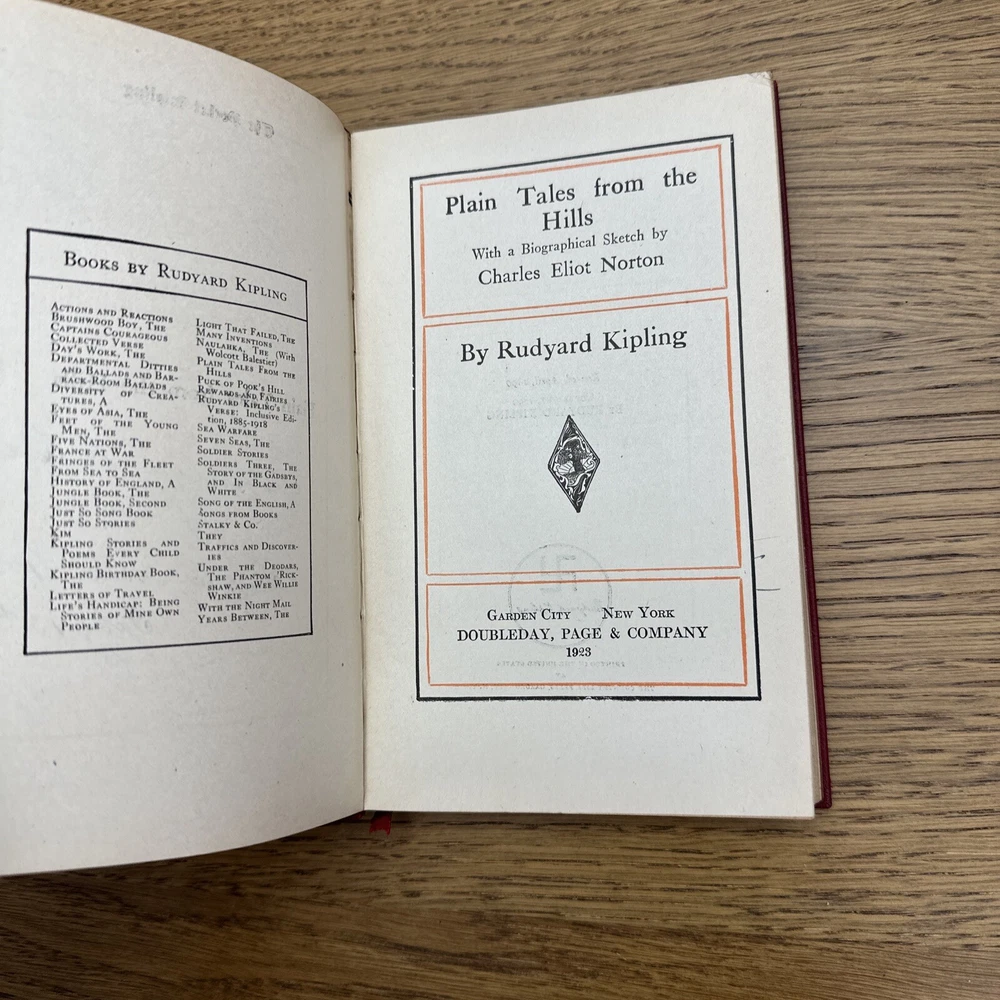 Books by Rudyard Kipling
Actions and Reactions
Brushwood Boy, The
Captains Courageous
Collected Verse
Day's Work, The
Departmental Ditties
and Ballads and Bar-
rack-Room Ballads
Diversity of Crea-
tures, A
Eyes of Asia, The
Feet of the Young
Men, The
Five Nations, The
France at War
Fringes of the Fleet
From Sea to Sea
History of England, A
Jungle Book, The
Jungle Book, Second
Just So Song Book
Just So Stories
Kim
Kipling Stories and
Poems Every Child
Should Know
Kipling Birthday Book,
The
Letters of Travel
Life's Handicap: Being
Stories of Mine Own
People
Light That Failed, The
Many Inventions
Naulahka, The (With
Wolcott Balestier)
Plain Tales From the
Hills
Puck of Pook's Hill
Rewards and Fairies
Rudyard Kipling's
Verse: Inclusive Edi-
tion, 1885-1918
Sea Warfare
Seven Seas, The
Soldier Stories
Soldiers Three, The
Story of the Gadsbys,
and In Black and
White
Song of the English, A
Songs from Books
Stalky & Co.
They
Traffics and Discover-
ies
Under the Deodars,
The Phantom 'Rick-
shaw, and Wee Willie
Winkie
With the Night Mail
Years Between, The
Plain Tales from the
Hills
With a Biographical Sketch by
Charles Eliot Norton
By Rudyard Kipling
Garden City New York
DOUBLEDAY, PAGE & COMPANY
1923